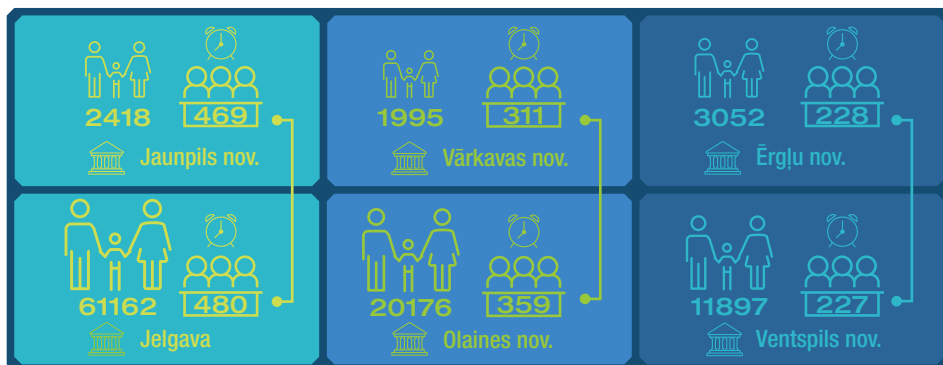 2418 469
Jaunpils nov.
1995 311
Vārkavas nov.
3052 228
Ērgļu nov.
61162 480
Jelgava
20176 359
Olaines nov.
11897 227
Ventspils nov.